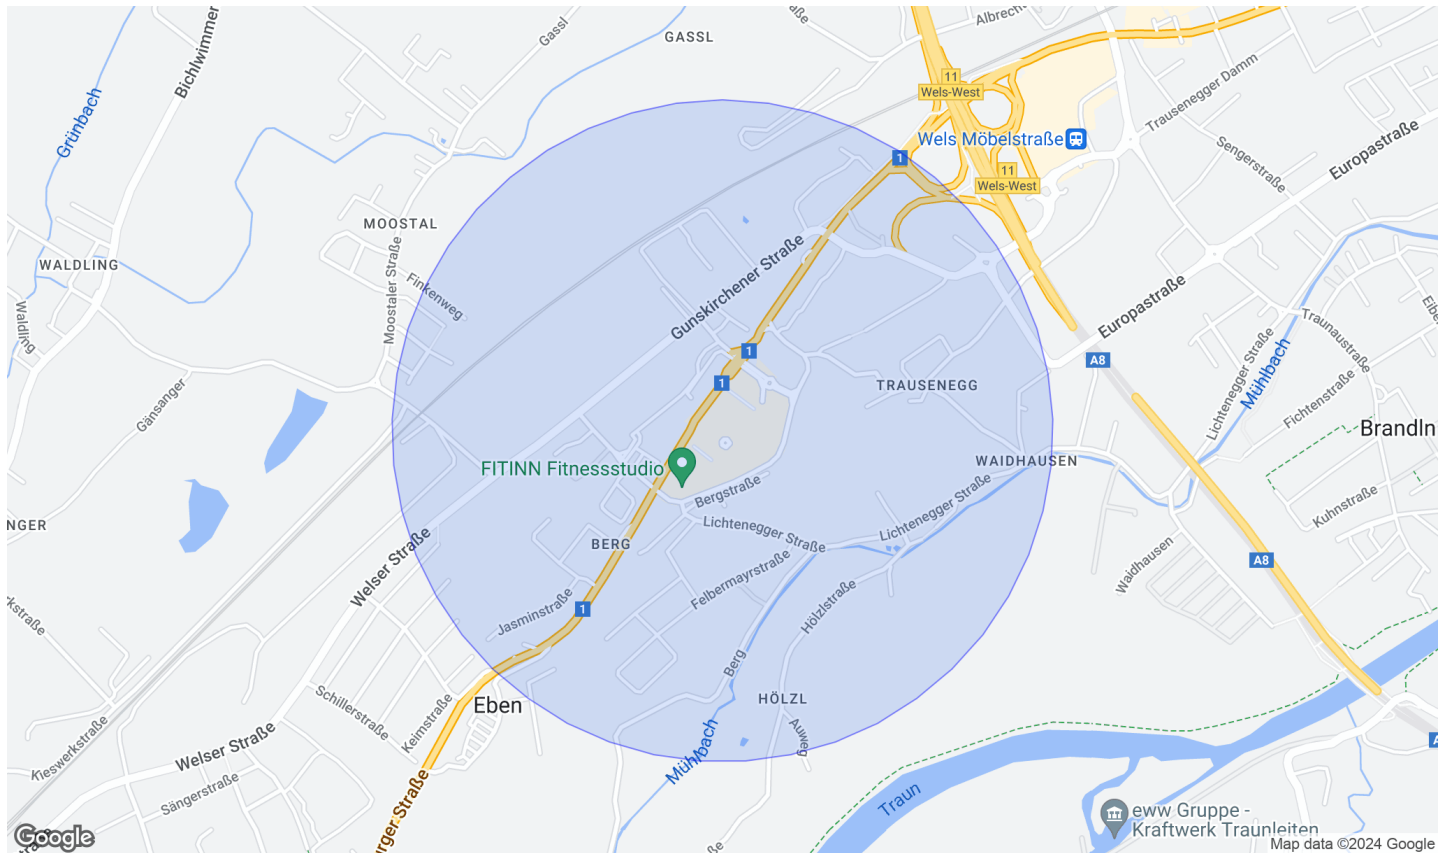 GASSL
Gassl
Bichlwimmer
Grünbach
11
Wels-West
Wels Möbelstraße
11
Wels-West
Trausenegger Damm
Sengerstraße
Europastraße
1
MOOSTAL
WALDLING
Waldling
Moostaler Straße
Finkenweg
Gunskirchener Straße
Europastraße
Traunaustraße
1
A8
1
Lichtenegger Straße
Mühlbach
Fichtenstraße
TRAUSENEGG
Gänsanger
Brandln
FITINN Fitnessstudio
WAIDHAUSEN
Bergstraße
Kuhnstraße
NGER
Lichtenegger Straße
Lichtenegger Straße
BERG
Welser Straße
Felbermayrstraße
Waidhausen
A8
Jasminstraße
1
Hölzlstraße
Berg
Schillerstraße
Keimstraße
Eben
HÖLZL
Auweg
Welser Straße
Mühlbach
Kieswerkstraße
Sängerstraße
Traun
eww Gruppe -
Kraftwerk Traunleiten
Google
Map data ©2024 Google